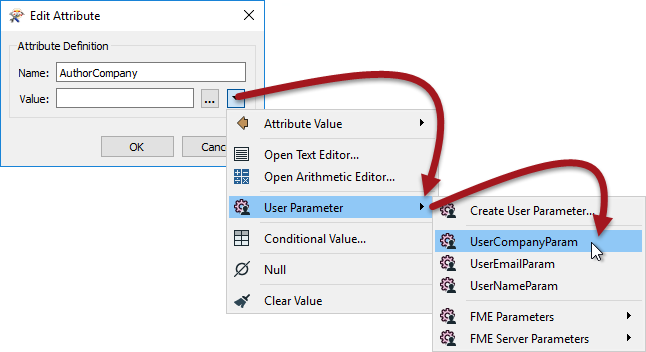 Edit Attribute
Attribute Definition
Name: AuthorCompany
Value: ...
OK Canc
Attribute Value
Open Text Editor...
Open Arithmetic Editor...
User Parameter
Conditional Value...
Null
Clear Value
Create User Parameter...
UserCompanyParam
UserEmailParam
UserNameParam
FME Parameters
FME Server Parameters